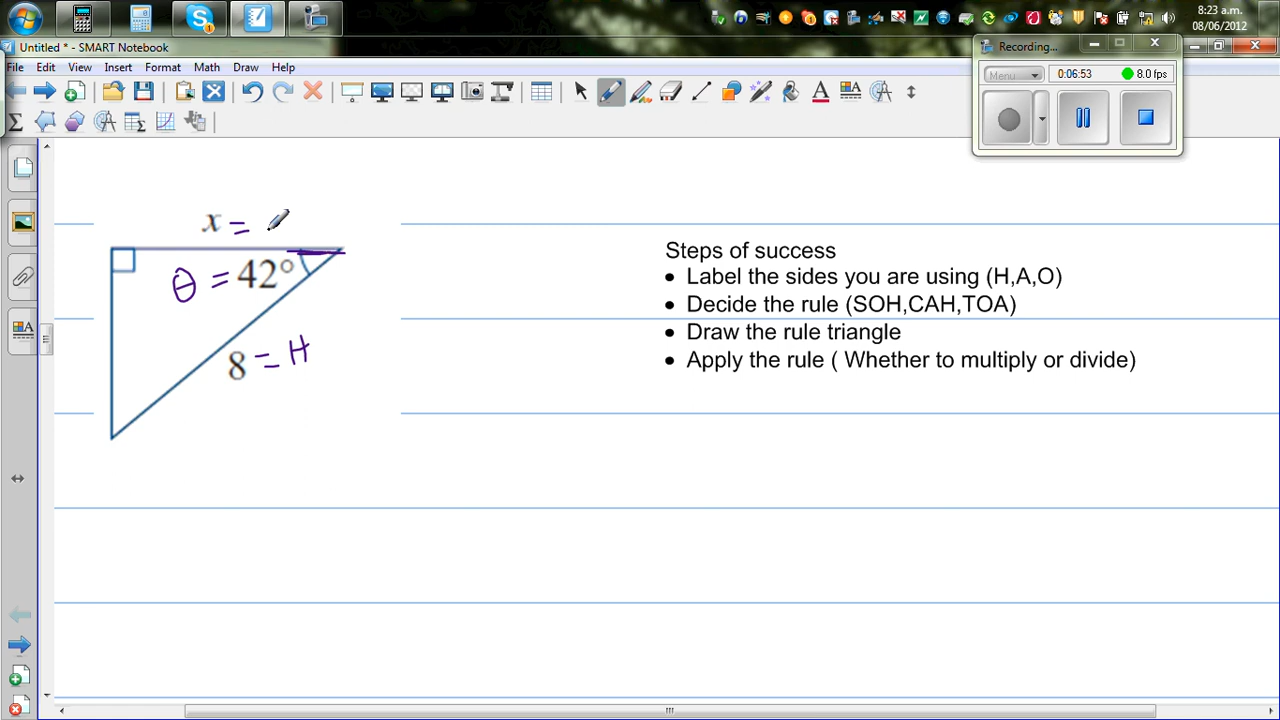 8:23 a.m.
08/06/2012
Untitled * - SMART Notebook
Recording...
File Edit View Insert Format Math Draw Help
Menu 0:06:53 8.0 fps
x =
θ = 42°
8 = H
Steps of success
• Label the sides you are using (H,A,O)
• Decide the rule (SOH,CAH,TOA)
• Draw the rule triangle
• Apply the rule ( Whether to multiply or divide)